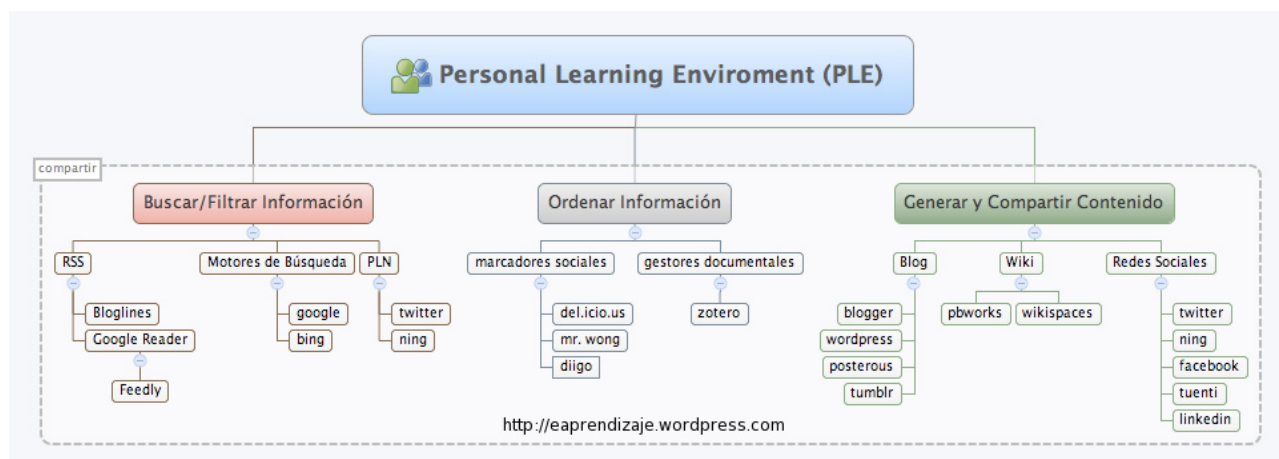 Personal Learning Enviroment (PLE)
compartir
Buscar/Filtrar Información
Ordenar Información
Generar y Compartir Contenido
RSS
Motores de Búsqueda
PLN
marcadores sociales
gestores documentales
Blog
Wiki
Redes Sociales
Bloglines
Google Reader
Feedly
google
bing
twitter
ning
del.icio.us
mr. wong
diigo
zotero
blogger
wordpress
posterous
tumblr
pbworks
wikispaces
twitter
ning
facebook
tuenti
linkedin
http://eaprendizaje.wordpress.com